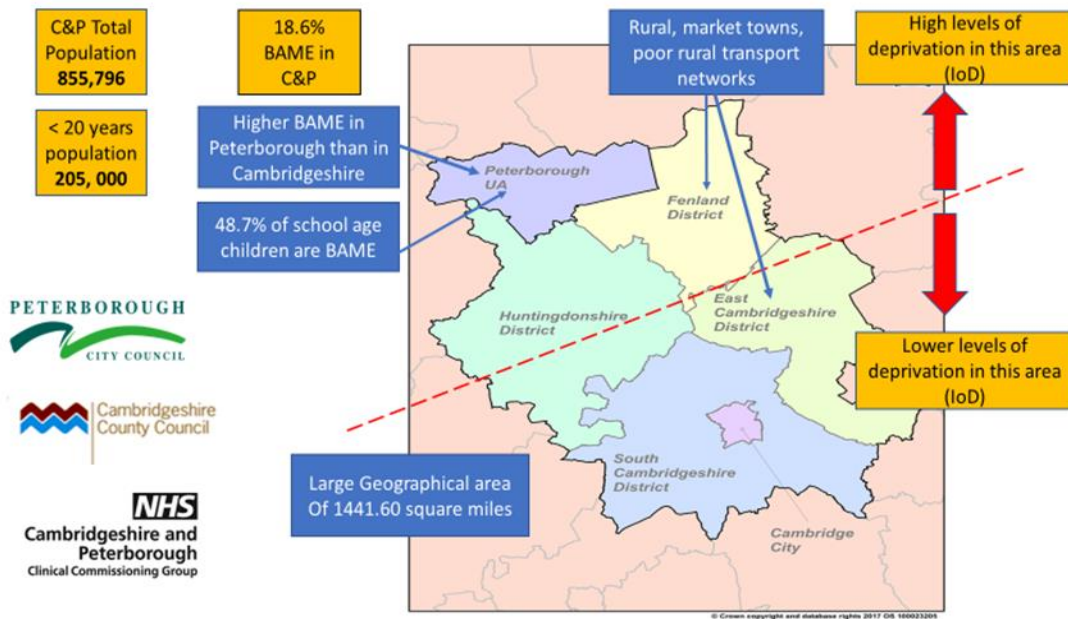 C&P Total
Population
855,796
18.6%
BAME in
C&P
Rural, market towns,
poor rural transport
networks
High levels of
deprivation in this area
(IoD)
< 20 years
population
205, 000
Higher BAME in
Peterborough than in
Cambridgeshire
48.7% of school age
children are BAME
Peterborough
UA
Fenland
District
Huntingdonshire
District
East
Cambridgeshire
District
PETERBOROUGH
CITY COUNCIL
Lower levels of
deprivation in this area
(IoD)
Cambridgeshire
County Council
Large Geographical area
Of 1441.60 square miles
South
Cambridgeshire
District
Cambridge
City
NHS
Cambridgeshire and
Peterborough
Clinical Commissioning Group
© Crown copyright and database rights 2017 OS 100023205